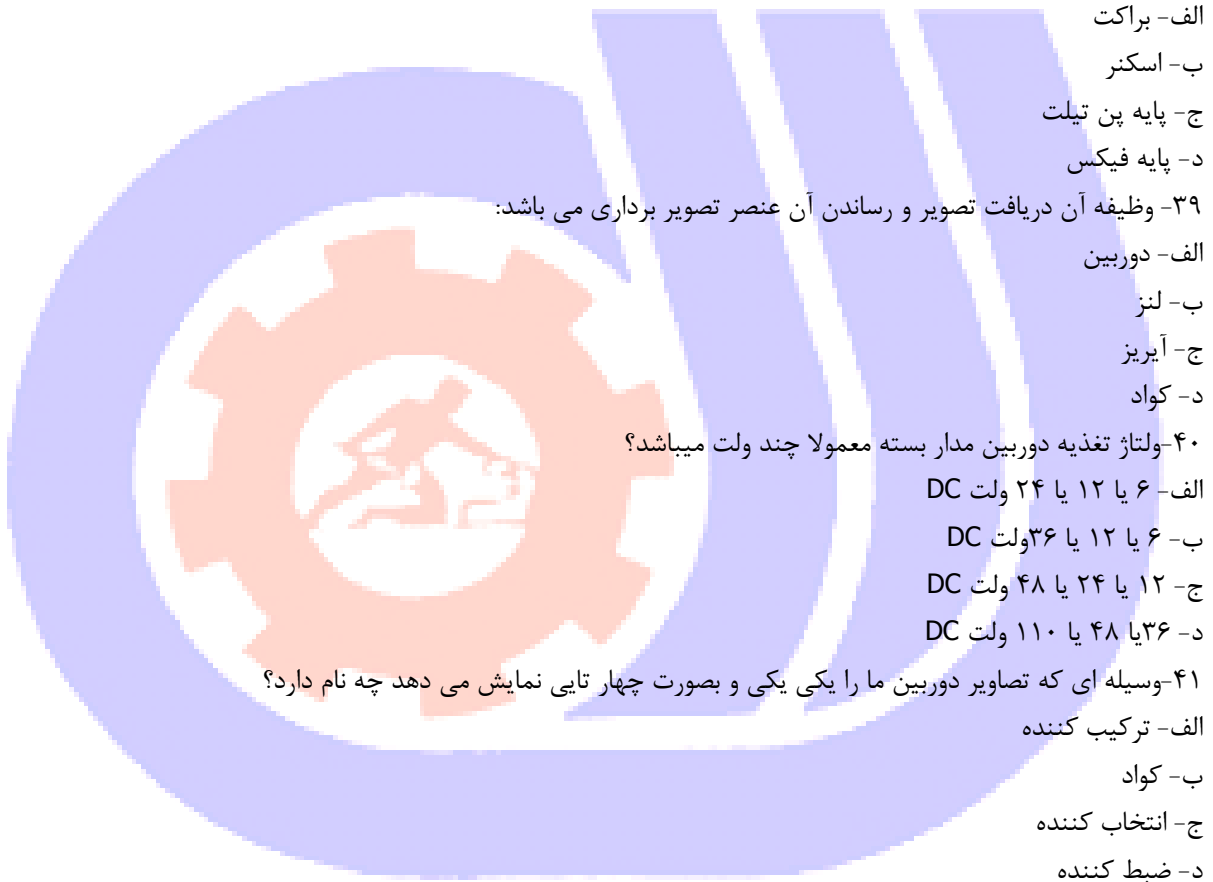 الف- براکت
ب- اسکنر
ج- پایه پن تیلت
د- پایه فیکس
۳۹- وظیفه آن دریافت تصویر و رساندن آن عنصر تصویر برداری می باشد:
الف- دوربین
ب- لنز
ج- آیریز
د- کواد
۴۰-ولتاژ تغذیه دوربین مدار بسته معمولا چند ولت میباشد؟
الف- ۶ یا ۱۲ یا ۲۴ ولت DC
ب- ۶ یا ۱۲ یا ۳۶ولت DC
ج- ۱۲ یا ۲۴ یا ۴۸ ولت DC
د- ۳۶یا ۴۸ یا ۱۱۰ ولت DC
۴۱-وسیله ای که تصاویر دوربین ما را یکی یکی و بصورت چهار تایی نمایش می دهد چه نام دارد؟
الف- ترکیب کننده
ب- کواد
ج- انتخاب کننده
د- ضبط کننده